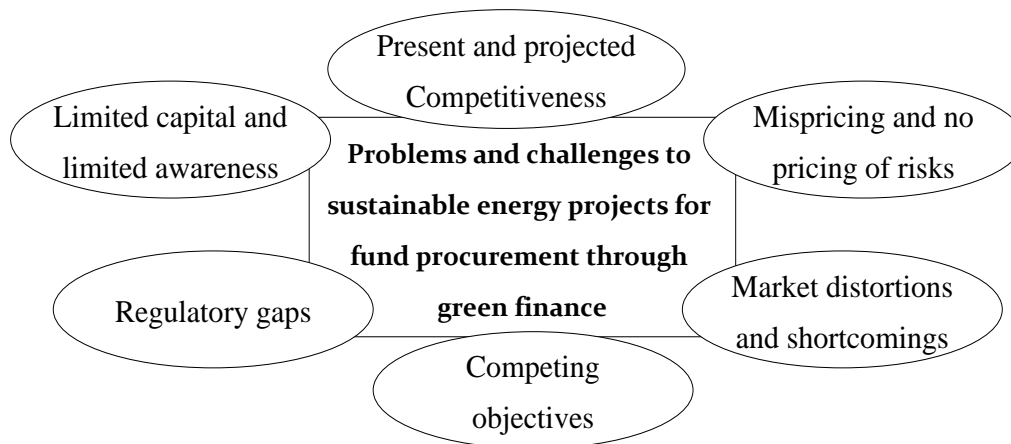 Present and projected
Competitiveness
Limited capital and
limited awareness
Mispricing and no
pricing of risks
Problems and challenges to
sustainable energy projects for
fund procurement through
green finance
Regulatory gaps
Market distortions
and shortcomings
Competing
objectives